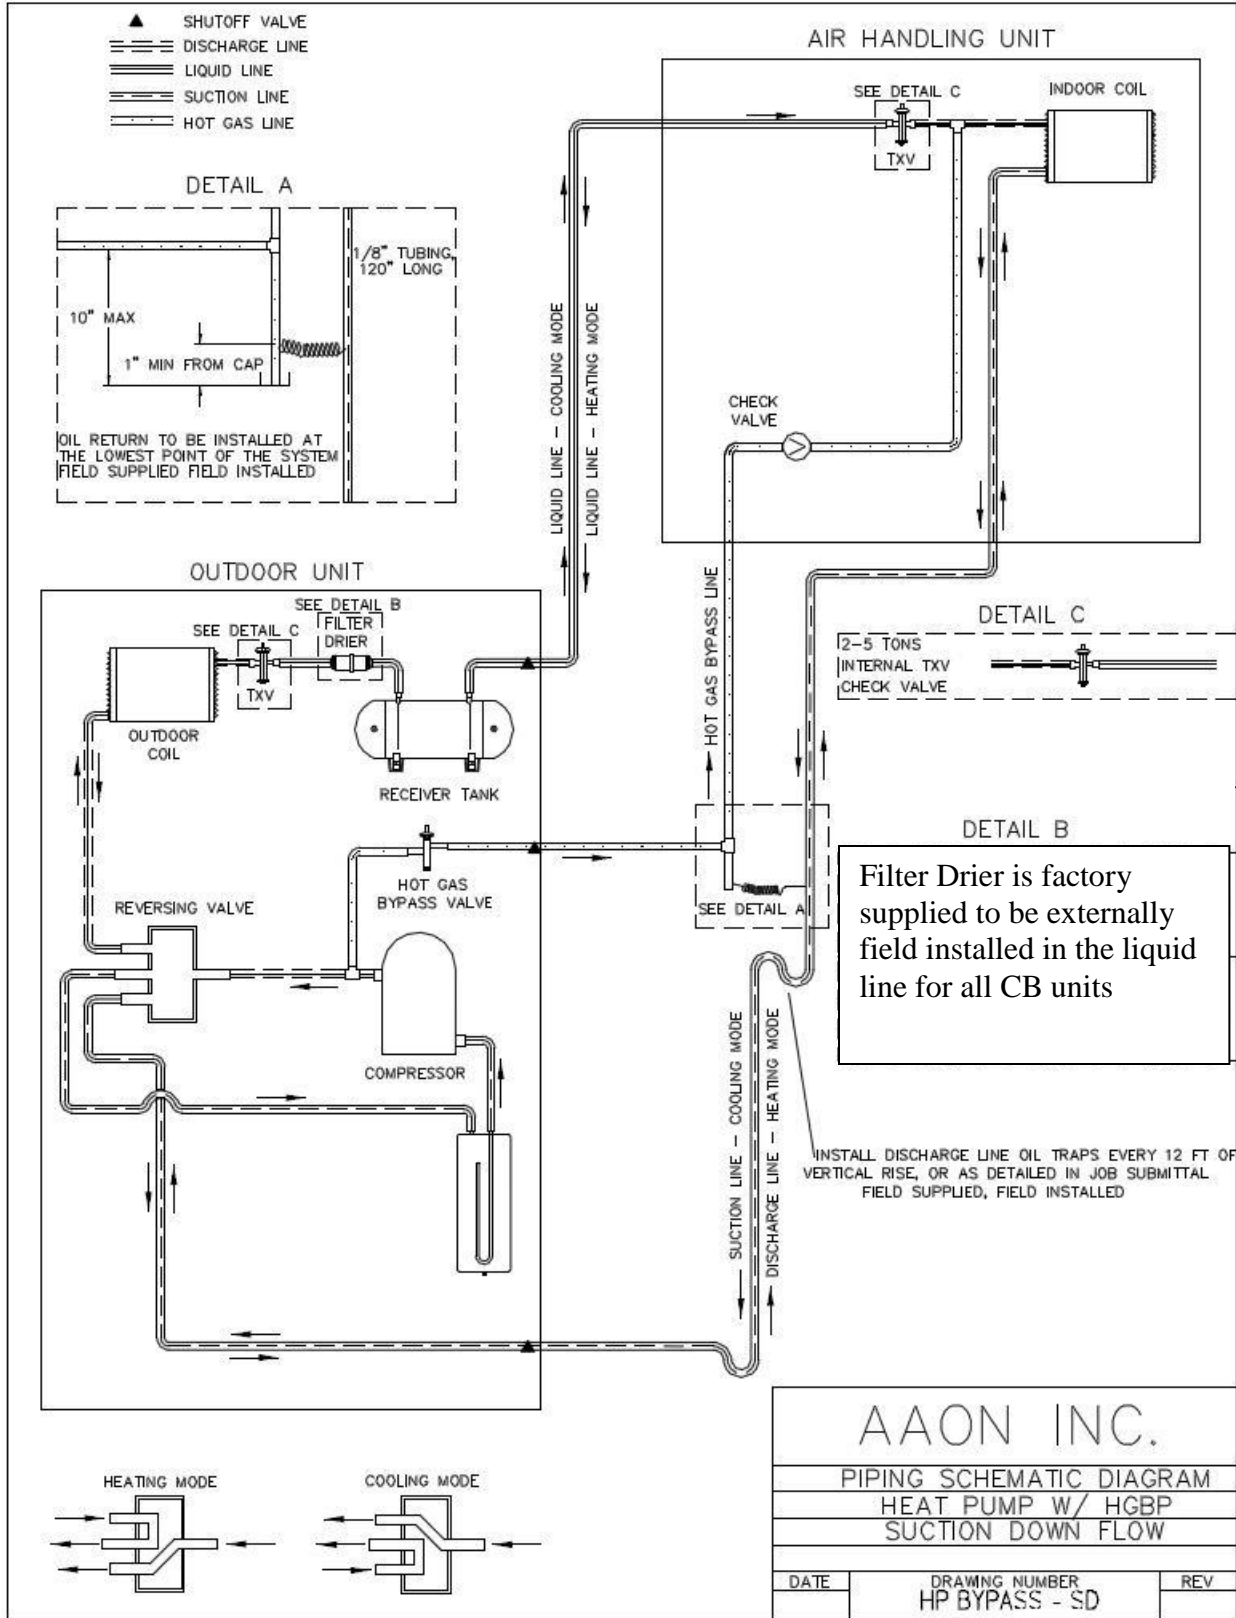 SHUTOFF VALVE
DISCHARGE LINE
LIQUID LINE
SUCTION LINE
HOT GAS LINE
DETAIL A
1/8" TUBING,
120" LONG
10" MAX
1" MIN FROM CAP
OIL RETURN TO BE INSTALLED AT
THE LOWEST POINT OF THE SYSTEM
FIELD SUPPLIED FIELD INSTALLED
AIR HANDLING UNIT
SEE DETAIL C
INDOOR COIL
TXV
LIQUID LINE - COOLING MODE
LIQUID LINE - HEATING MODE
CHECK
VALVE
HOT GAS BYPASS LINE
OUTDOOR UNIT
SEE DETAIL B
FILTER
DRIER
SEE DETAIL C
TXV
OUTDOOR
COIL
RECEIVER TANK
HOT GAS
BYPASS VALVE
REVERSING VALVE
COMPRESSOR
SEE DETAIL A
DETAIL C
2-5 TONS
INTERNAL TXV
CHECK VALVE
DETAIL B
Filter Drier is factory
supplied to be externally
field installed in the liquid
line for all CB units
SUCTION LINE - COOLING MODE
DISCHARGE LINE - HEATING MODE
INSTALL DISCHARGE LINE OIL TRAPS EVERY 12 FT OF
VERTICAL RISE, OR AS DETAILED IN JOB SUBMITTAL
FIELD SUPPLIED, FIELD INSTALLED
HEATING MODE
COOLING MODE
AAON INC.
PIPING SCHEMATIC DIAGRAM
HEAT PUMP W/ HGBP
SUCTION DOWN FLOW
DATE
DRAWING NUMBER
REV
HP BYPASS - SD